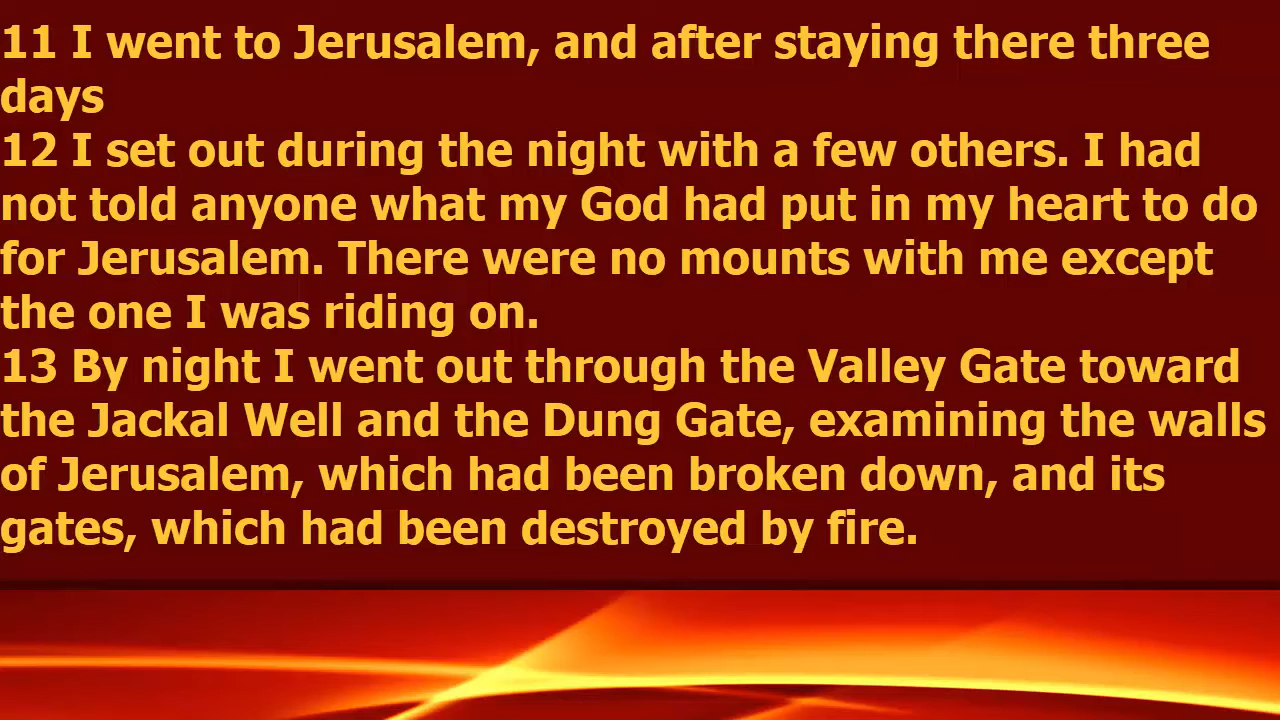 11 I went to Jerusalem, and after staying there three
days
12 I set out during the night with a few others. I had
not told anyone what my God had put in my heart to do
for Jerusalem. There were no mounts with me except
the one I was riding on.
13 By night I went out through the Valley Gate toward
the Jackal Well and the Dung Gate, examining the walls
of Jerusalem, which had been broken down, and its
gates, which had been destroyed by fire.